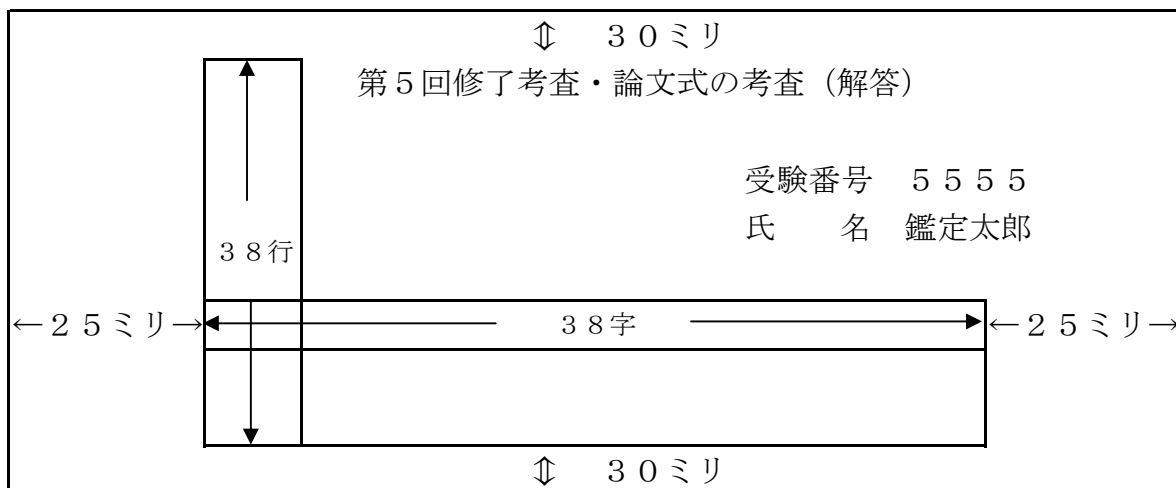 ⇕ 30ミリ
第5回修了考査・論文式の考査（解答）
受験番号 5555
氏 名 鑑定太郎
38行
←25ミリ→
38字
←25ミリ→
⇕ 30ミリ